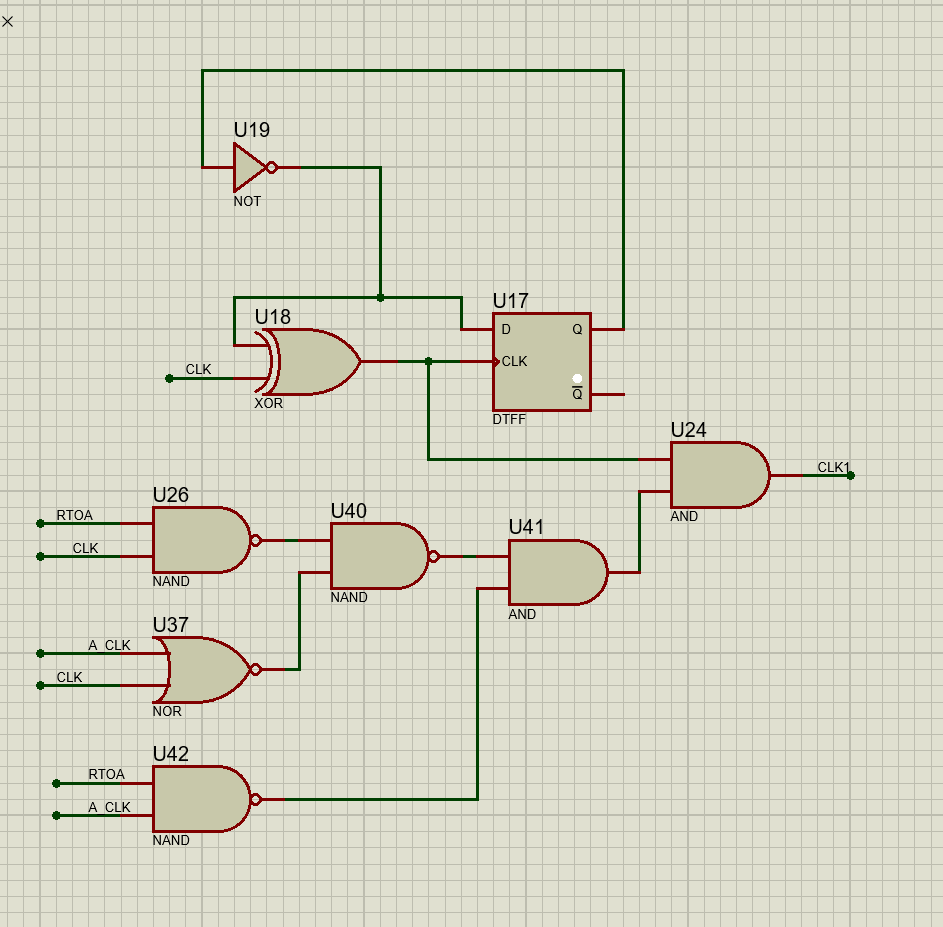 U19
NOT
U17
D
Q
CLK
Q
DTFF
U18
CLK
XOR
U24
CLK1
AND
U26
RTOA
CLK
NAND
U40
NAND
U41
AND
U37
A_CLK
CLK
NOR
U42
RTOA
A_CLK
NAND